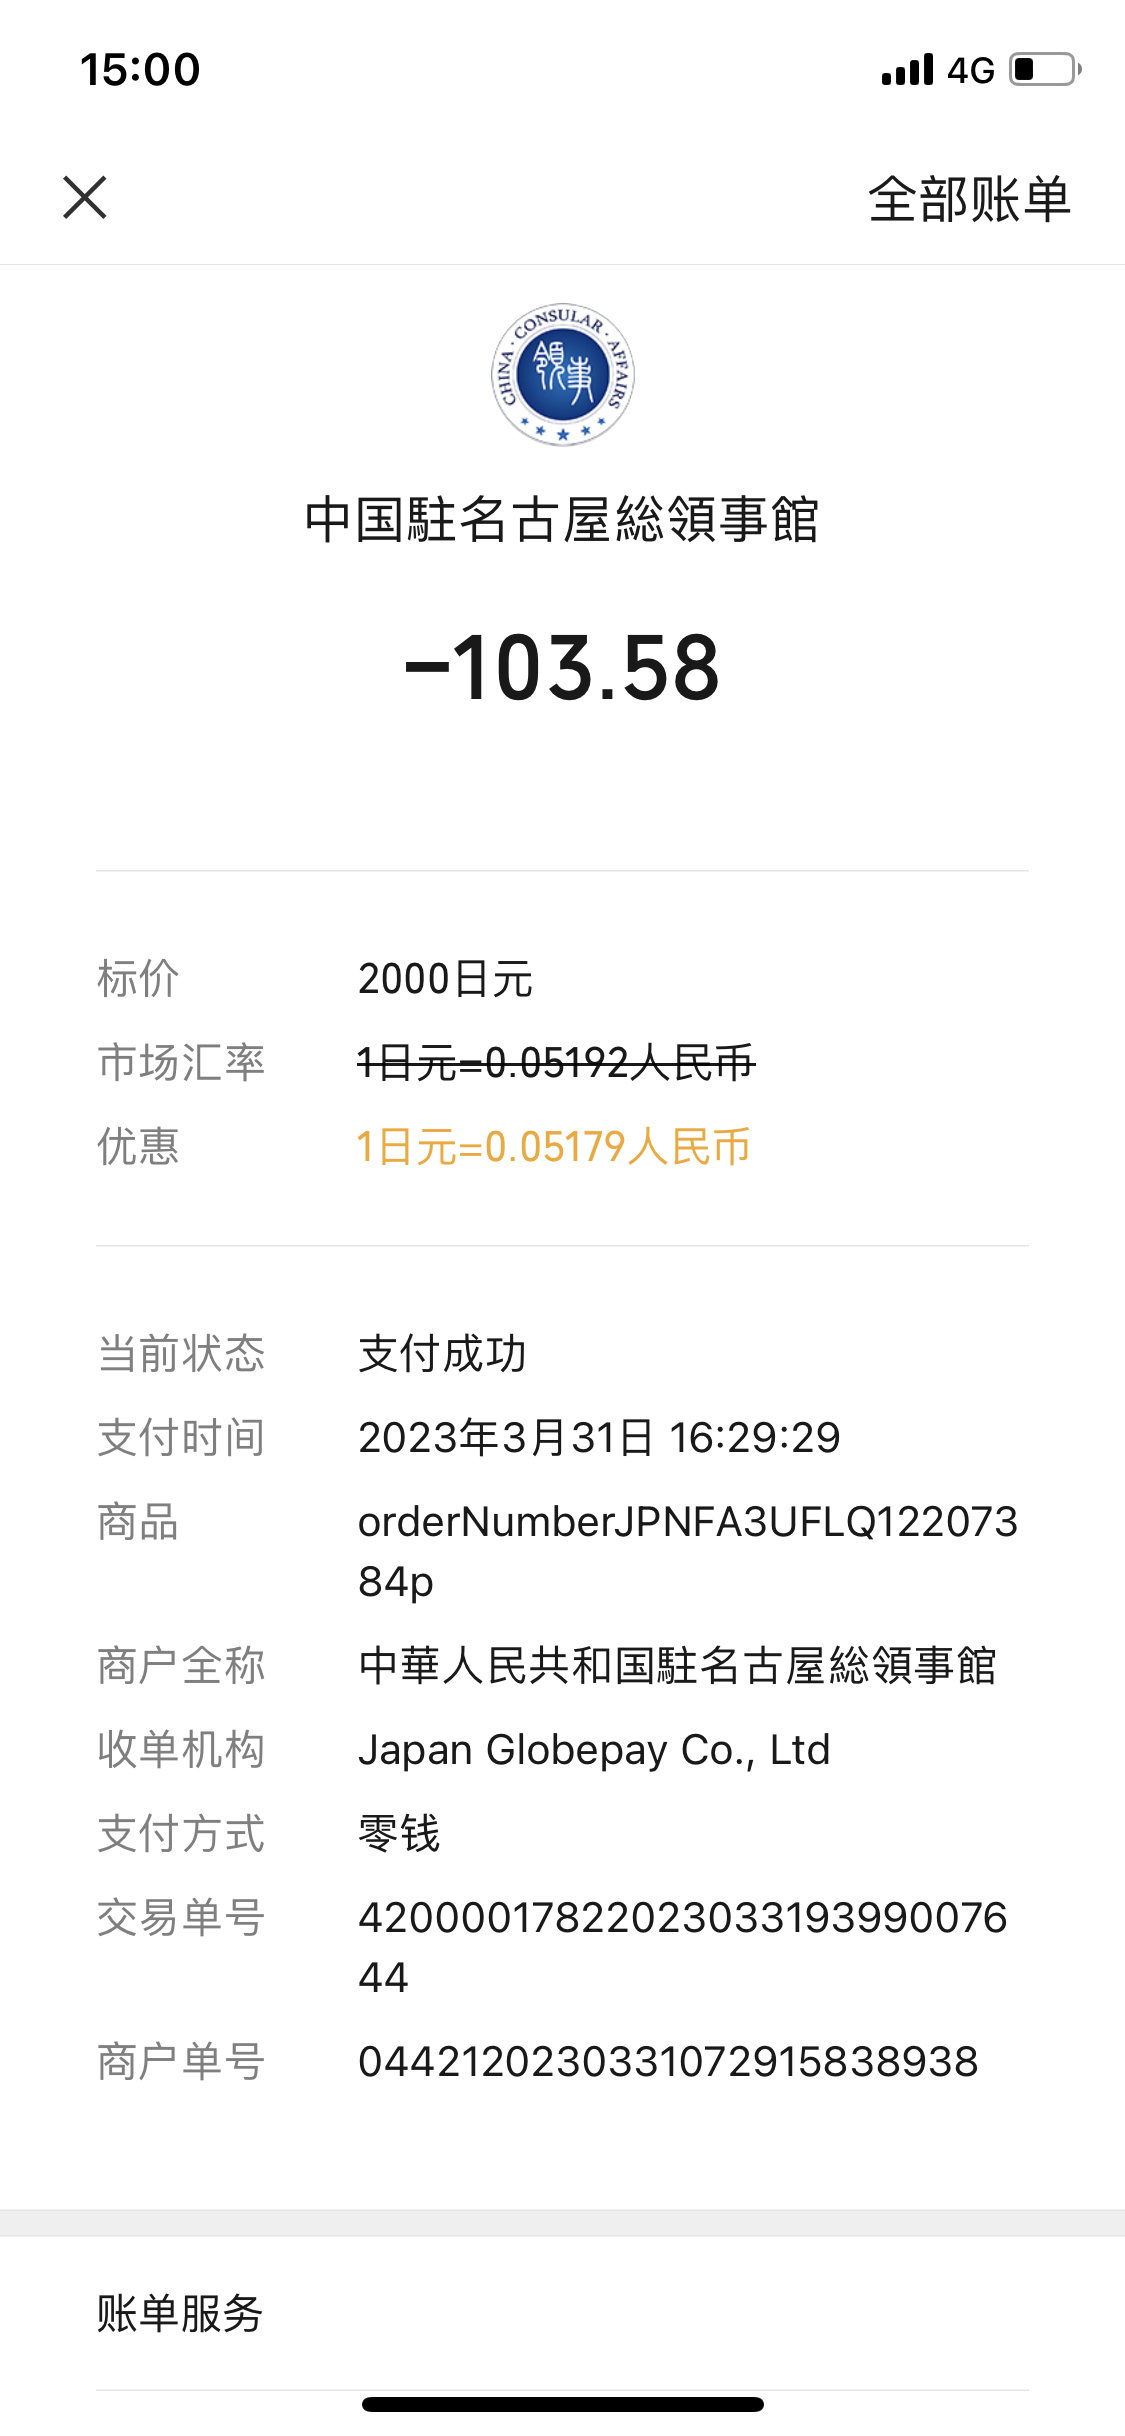 15:00 4G
全部账单
CHINA · CONSULAR · AFFAIRS
領事
中国駐名古屋総領事館
-103.58
标价 2000日元
市场汇率 1日元=0.05192人民币
优惠 1日元=0.05179人民币
当前状态 支付成功
支付时间 2023年3月31日 16:29:29
商品 orderNumberJPNFA3UFLQ122073
84p
商户全称 中華人民共和国駐名古屋総領事館
收单机构 Japan Globepay Co., Ltd
支付方式 零钱
交易单号 42000017822023033193990076
44
商户单号 0442120230331072915838938
账单服务